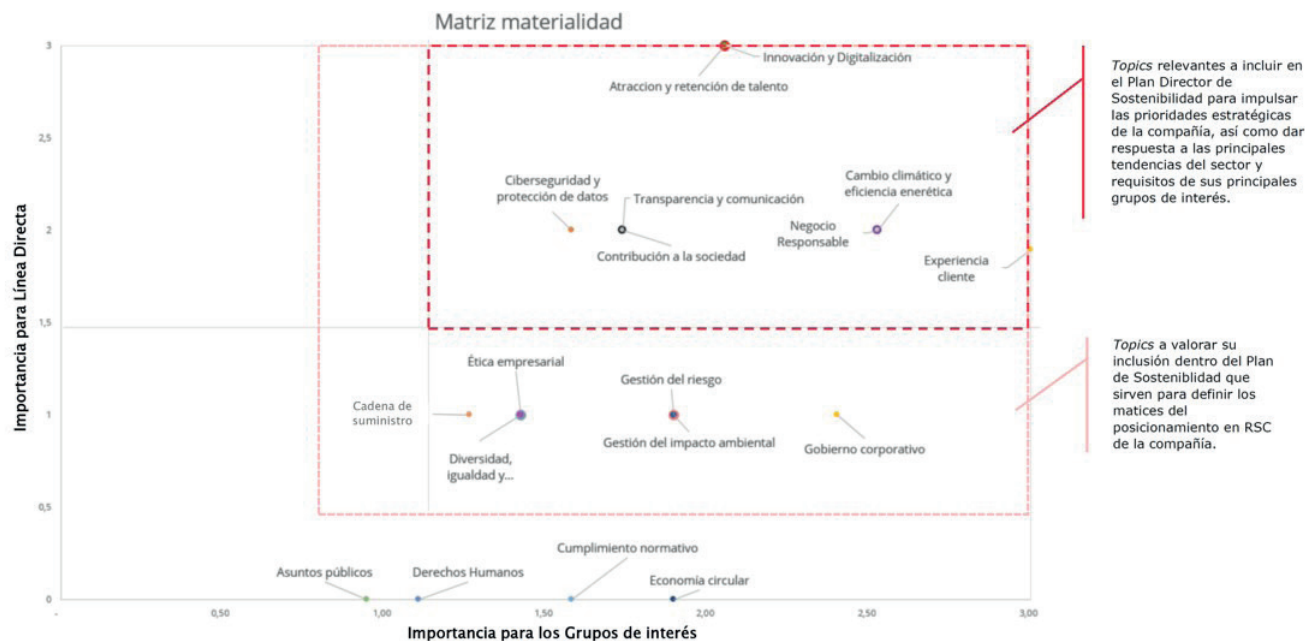 Matriz materialidad
3
Innovación y Digitalización
Atraccion y retención de talento
Topics relevantes a incluir en
el Plan Director de
Sostenibilidad para impulsar
las prioridades estratégicas
de la compañía, así como dar
respuesta a las principales
tendencias del sector y
requisitos de sus principales
grupos de interés.
2,5
Ciberseguridad y
protección de datos
Transparencia y comunicación
Cambio climático y
eficiencia enerética
2
Contribución a la sociedad
Negocio
Responsable
Experiencia
cliente
Importancia para Línea Directa
1,5
Topics a valorar su
inclusión dentro del Plan
de Sosteniblidad que
sirven para definir los
matices del
posicionamiento en RSC
de la compañía.
Ética empresarial
Gestión del riesgo
1
Cadena de
suministro
Diversidad,
igualdad y...
Gestión del impacto ambiental
Gobierno corporativo
0,5
Asuntos públicos
Derechos Humanos
Cumplimiento normativo
Economía circular
0
-
0,50
1,00
1,50
2,00
2,50
3,00
Importancia para los Grupos de interés